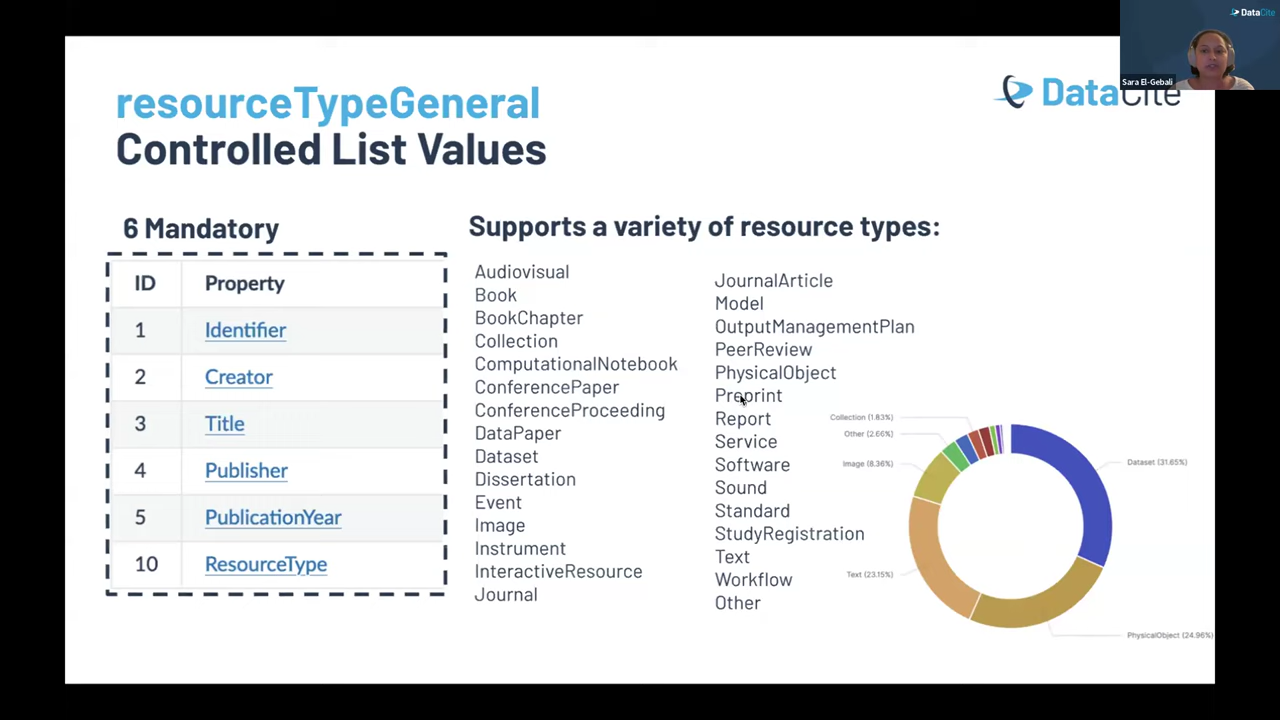 DataCite
Sara El-Gebali
resourceTypeGeneral
Controlled List Values
DataCite
6 Mandatory
ID Property
1 Identifier
2 Creator
3 Title
4 Publisher
5 PublicationYear
10 ResourceType
Supports a variety of resource types:
Audiovisual
Book
BookChapter
Collection
ComputationalNotebook
ConferencePaper
ConferenceProceeding
DataPaper
Dataset
Dissertation
Event
Image
Instrument
InteractiveResource
Journal
JournalArticle
Model
OutputManagementPlan
PeerReview
PhysicalObject
Preprint
Report
Service
Software
Sound
Standard
StudyRegistration
Text
Workflow
Other
Collection (1.83%)
Other (2.66%)
Image (8.36%)
Text (23.15%)
Dataset (31.65%)
PhysicalObject (24.96%)